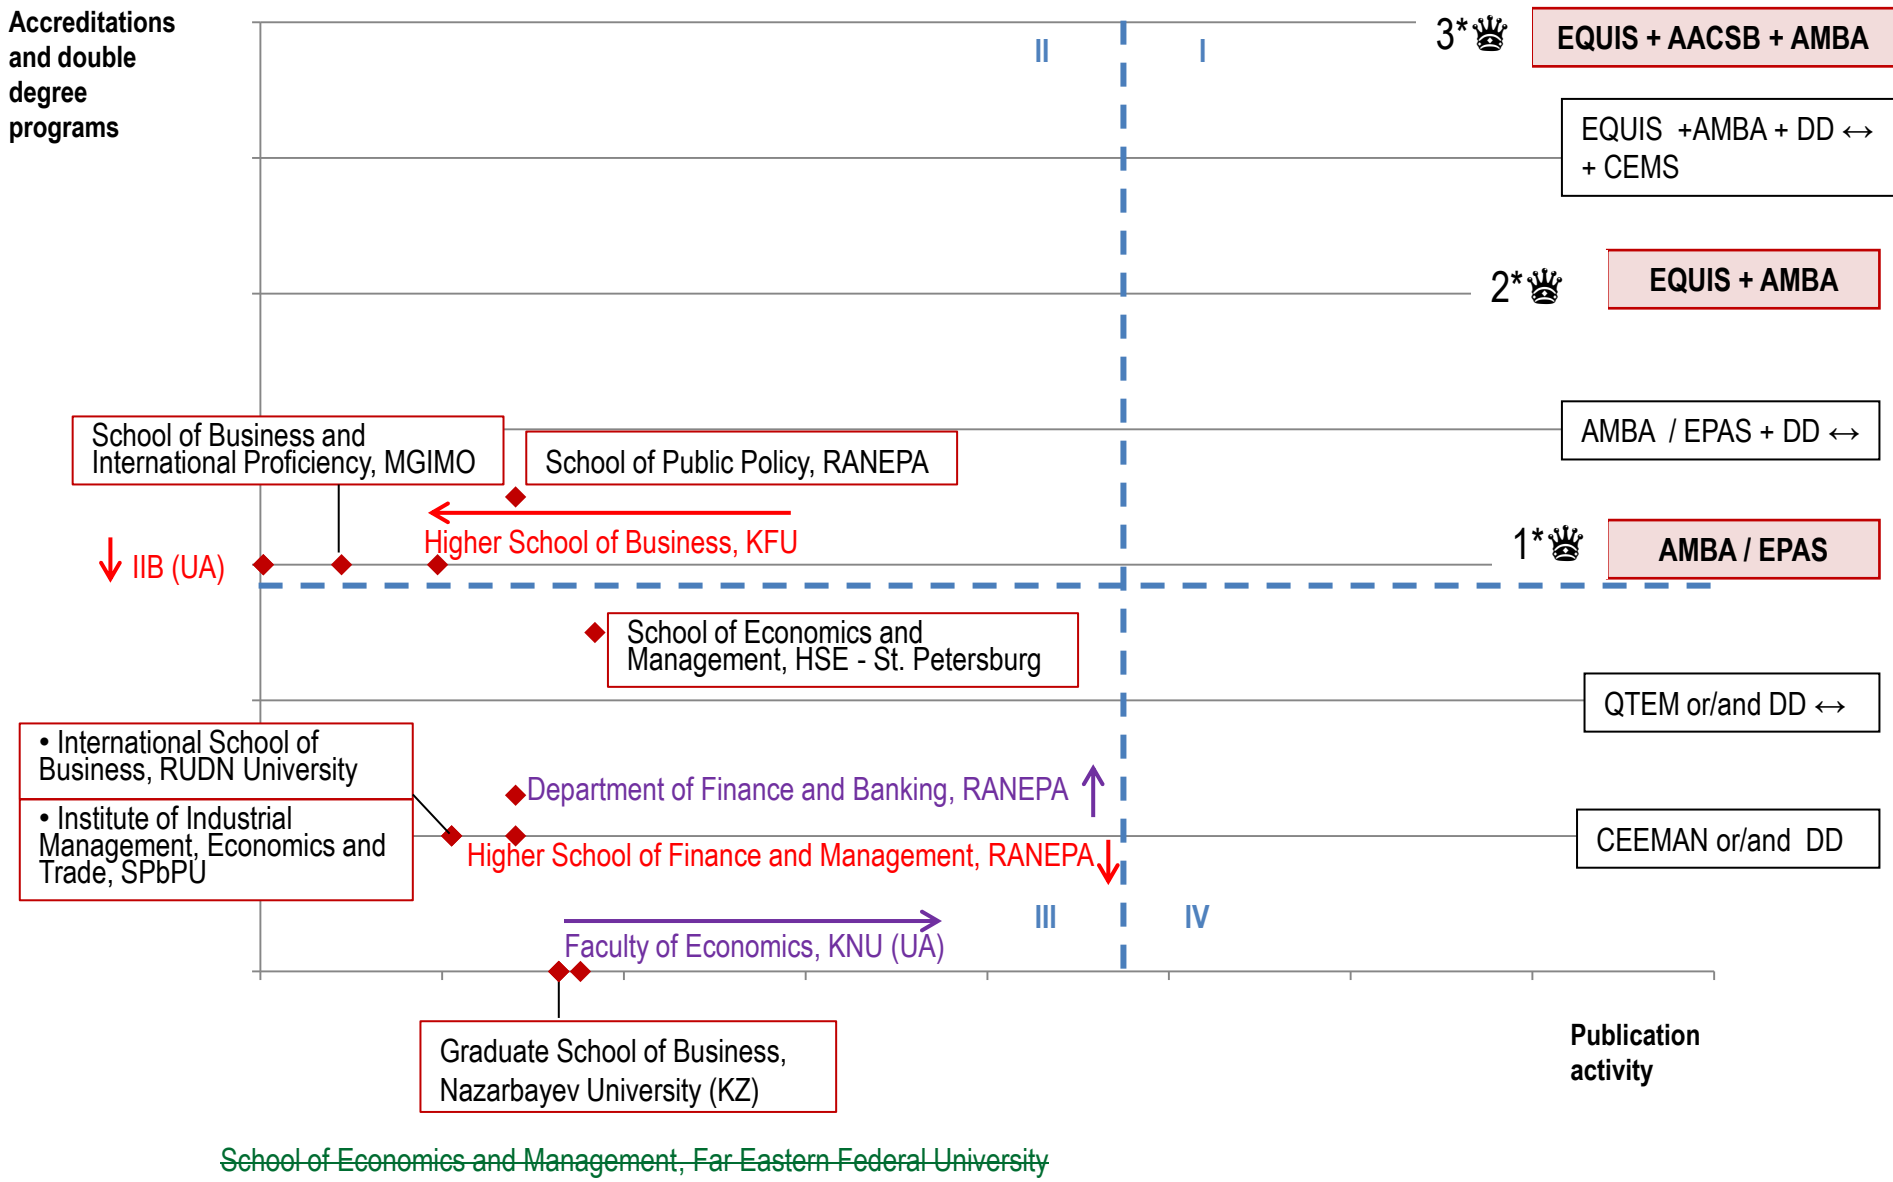 Accreditations
and double
degree
programs
II
I
3*♛
EQUIS + AACSB + AMBA
EQUIS +AMBA + DD ↔
+ CEMS
2*♛
EQUIS + AMBA
School of Business and
International Proficiency, MGIMO
School of Public Policy, RANEPA
AMBA / EPAS + DD ↔
↓ IIB (UA)
Higher School of Business, KFU
1*♛
AMBA / EPAS
School of Economics and
Management, HSE - St. Petersburg
QTEM or/and DD ↔
• International School of
Business, RUDN University
• Institute of Industrial
Management, Economics and
Trade, SPbPU
Department of Finance and Banking, RANEPA
Higher School of Finance and Management, RANEPA
CEEMAN or/and DD
III
IV
Faculty of Economics, KNU (UA)
Graduate School of Business,
Nazarbayev University (KZ)
Publication
activity
School of Economics and Management, Far Eastern Federal University